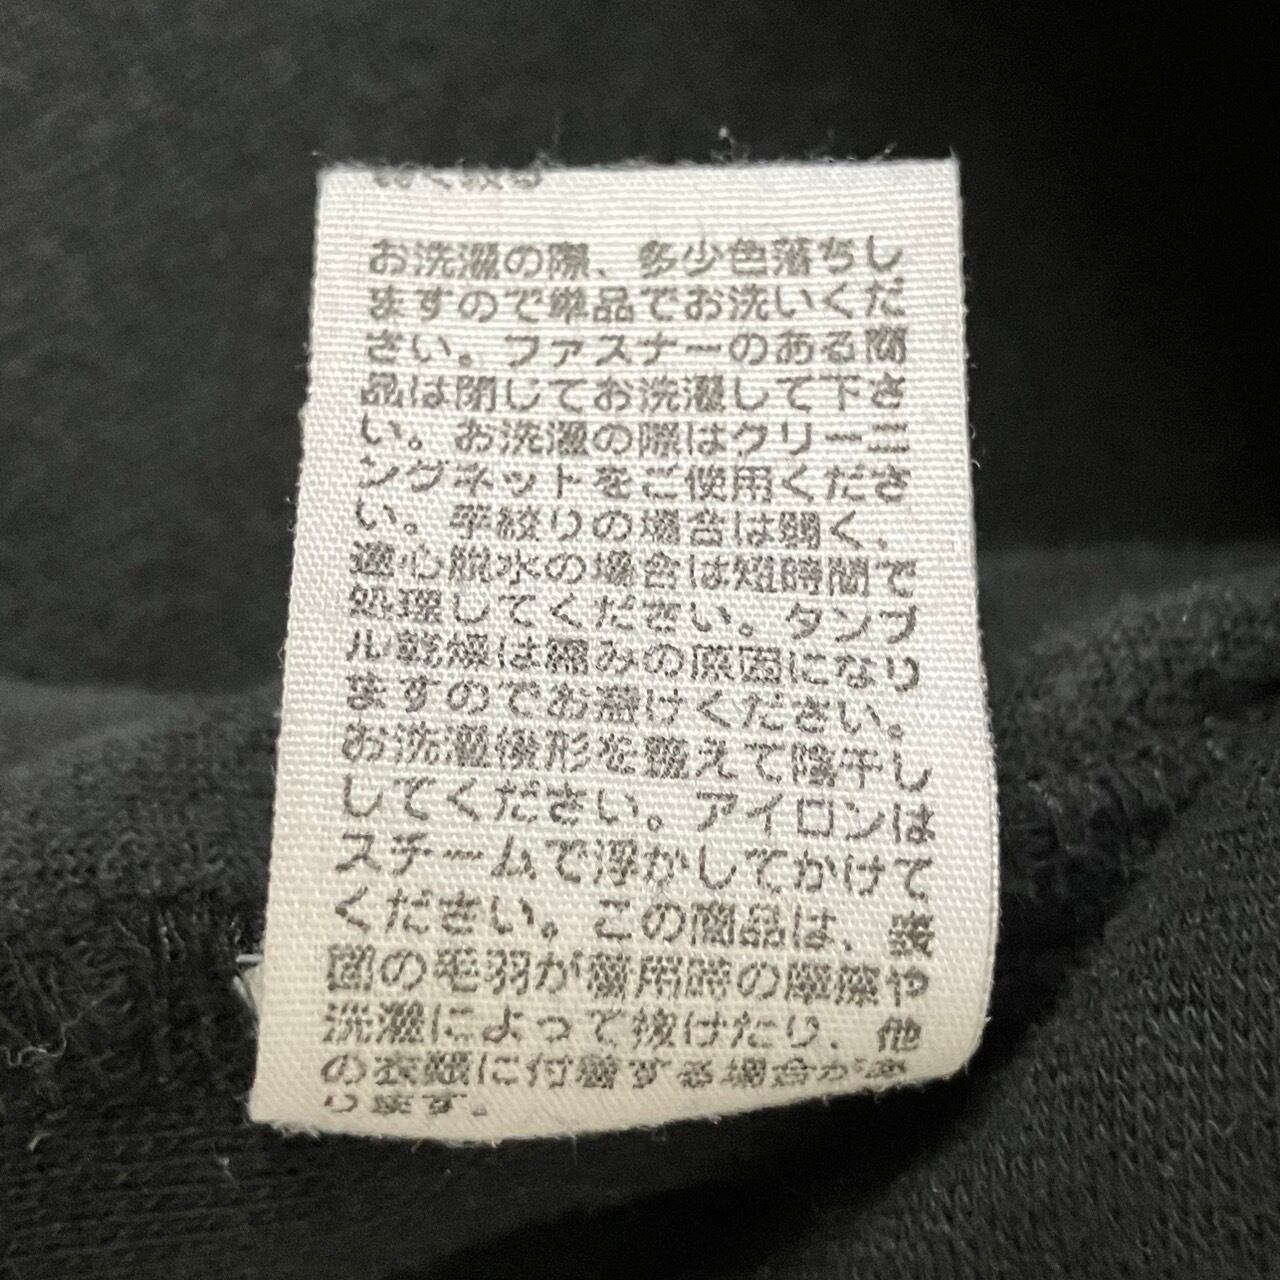 お洗濯の際、多少色落ちし
ますので単品でお洗いくだ
さい。ファスナーのある商
品は閉じてお洗濯して下さ
い。お洗濯の際はクリーニ
ングネットをご使用くださ
い。手絞りの場合は弱く、
遠心脱水の場合は短時間で
処理してください。タンブ
ル乾燥は縮みの原因になり
ますのでお避けください。
お洗濯後形を整えて陰干し
してください。アイロンは
スチームで浮かしてかけて
ください。この商品は、裏
面の毛羽が着用時の摩擦や
洗濯によって抜けたり、他
の衣類に付着する場合があ
ります。